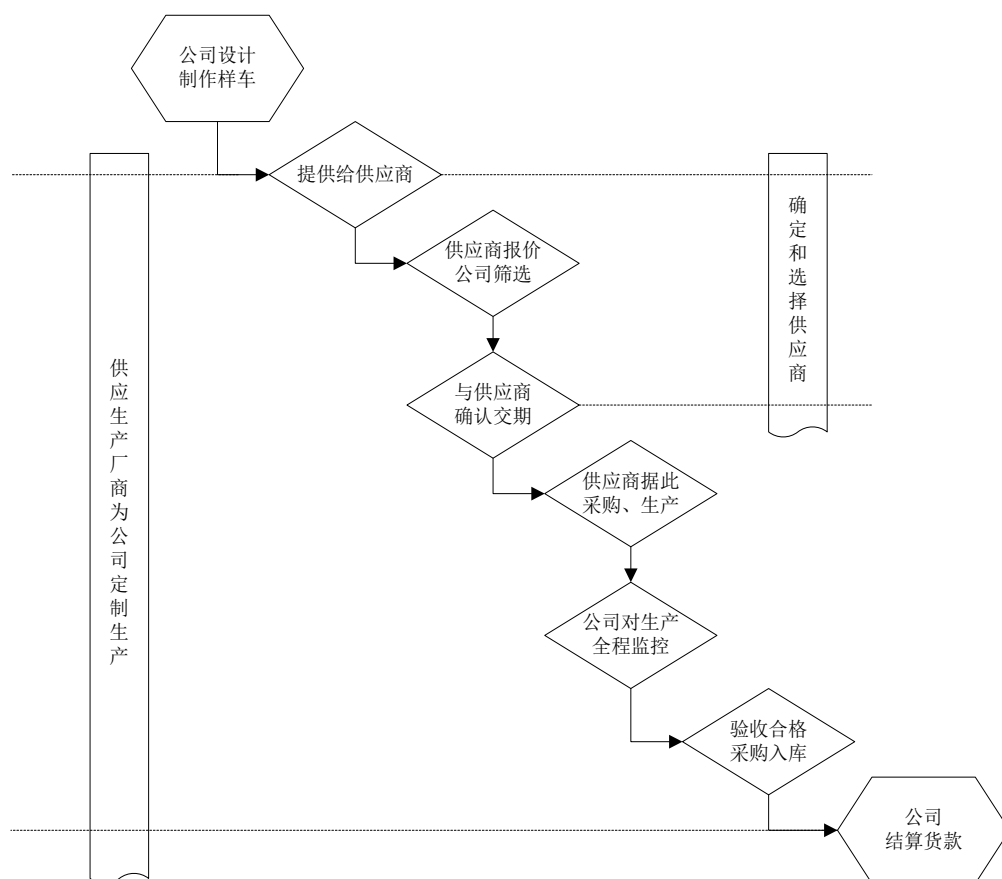 公司设计
制作样车
提供给供应商
供应商报价
公司筛选
确定和选择供应商
与供应商
确认交期
供应生产厂商为公司定制生产
供应商据此
采购、生产
公司对生产
全程监控
验收合格
采购入库
公司
结算货款